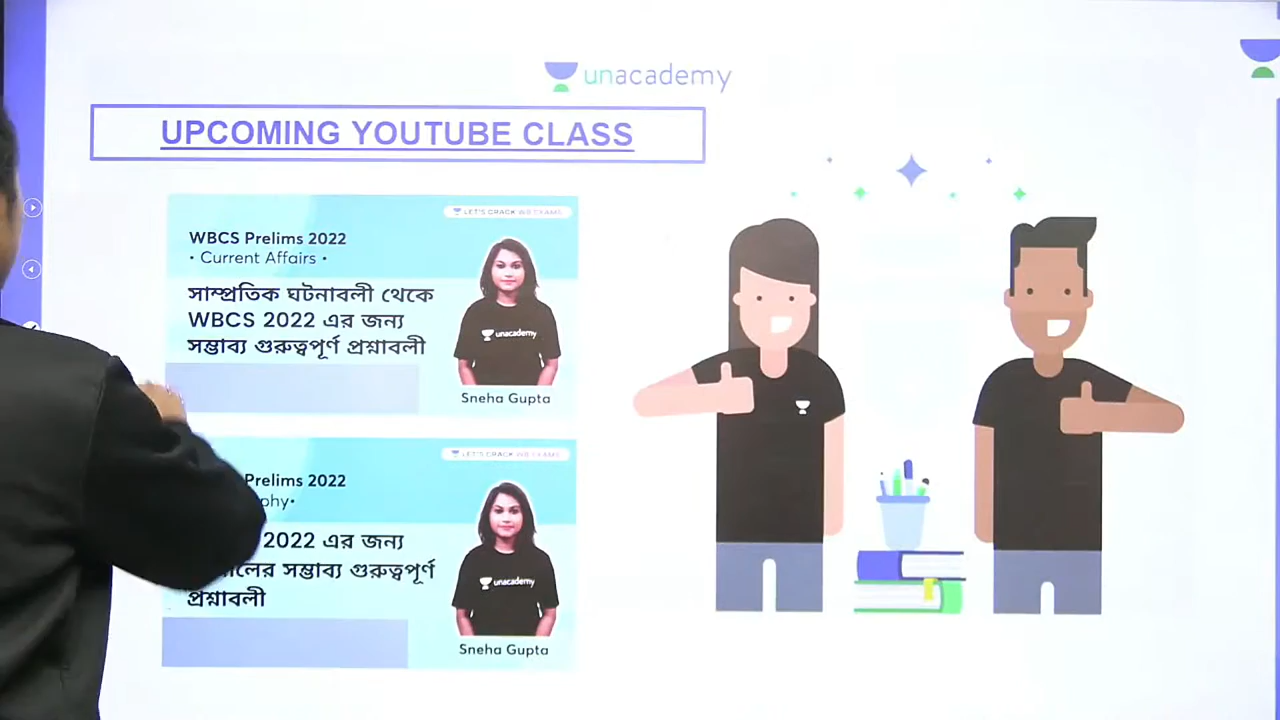 unacademy
UPCOMING YOUTUBE CLASS
LET'S CRACK WB EXAMS
WBCS Prelims 2022
• Current Affairs •
সাম্প্রতিক ঘটনাবলী থেকে
WBCS 2022 এর জন্য
সম্ভাব্য গুরুত্বপূর্ণ প্রশ্নাবলী
unacademy
Sneha Gupta
LET'S CRACK WB EXAMS
Prelims 2022
2022 এর জন্য
সম্ভাব্য গুরুত্বপূর্ণ
প্রশ্নাবলী
unacademy
Sneha Gupta